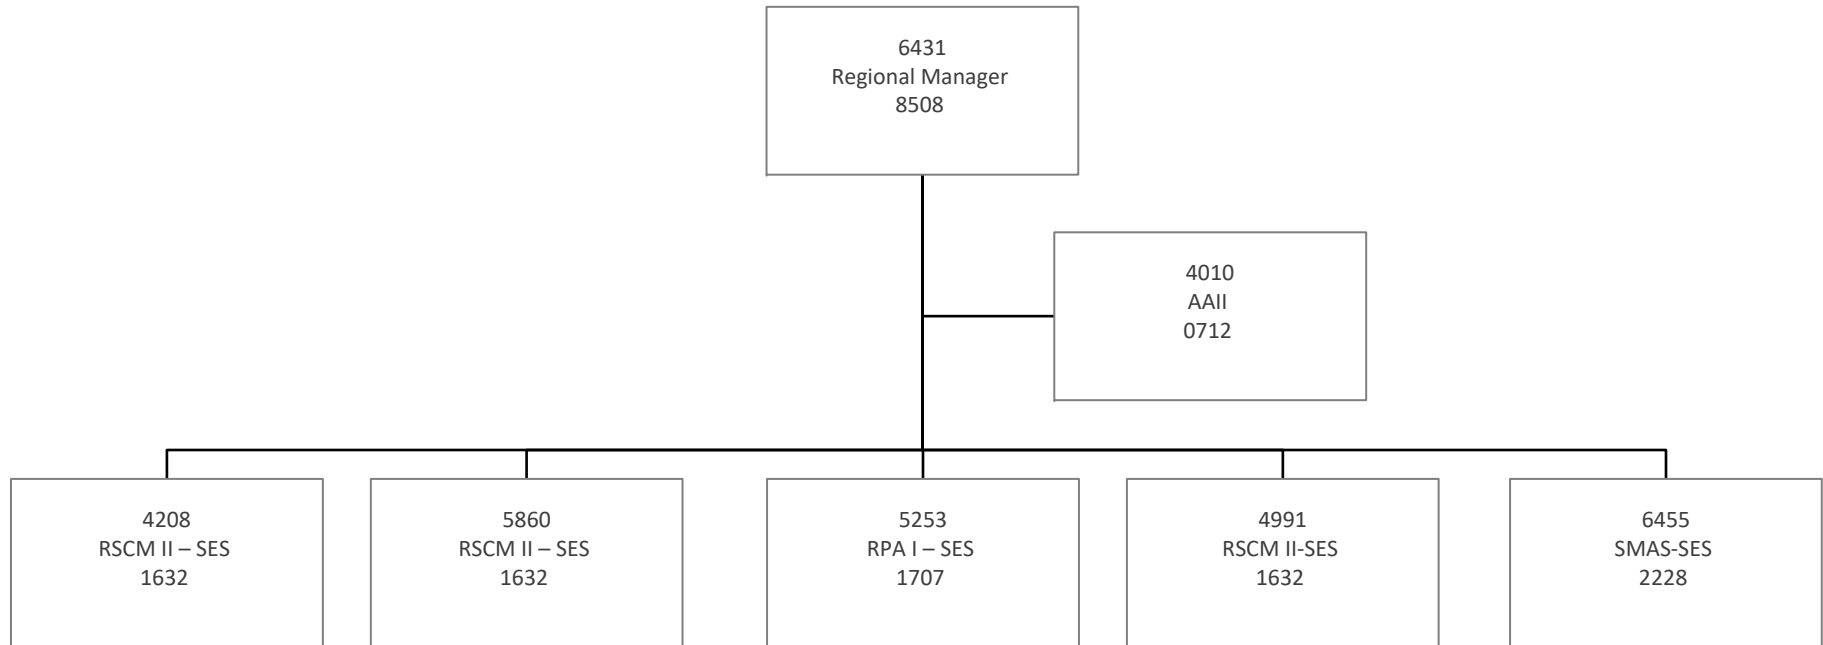 6431
Regional Manager
8508
4010
AAII
0712
4208
RSCM II – SES
1632
5860
RSCM II – SES
1632
5253
RPA I – SES
1707
4991
RSCM II-SES
1632
6455
SMAS-SES
2228